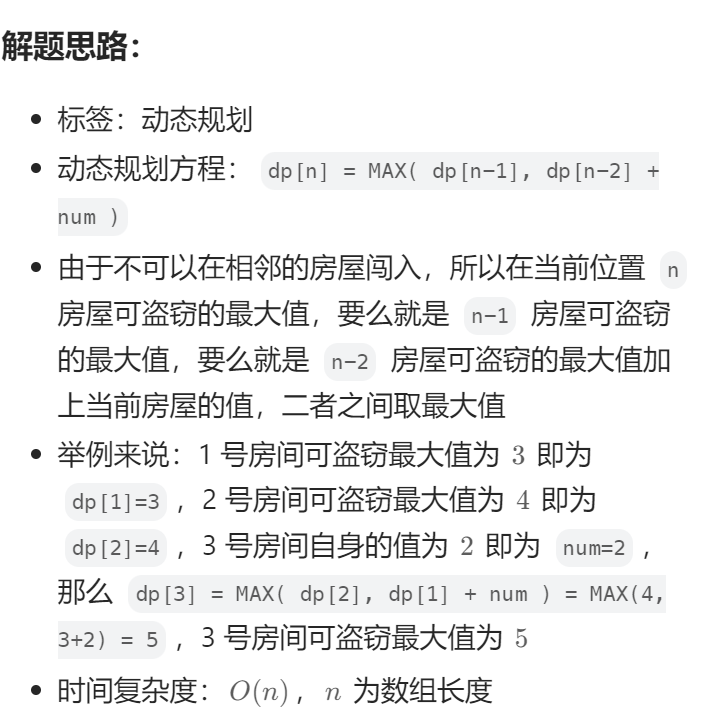 解题思路：
标签：动态规划
动态规划方程： dp[n] = MAX( dp[n-1], dp[n-2] +
num )
由于不可以在相邻的房屋闯入，所以在当前位置 n
房屋可盗窃的最大值，要么就是 n-1 房屋可盗窃
的最大值，要么就是 n-2 房屋可盗窃的最大值加
上当前房屋的值，二者之间取最大值
举例来说：1 号房间可盗窃最大值为 3 即为
dp[1]=3 ，2 号房间可盗窃最大值为 4 即为
dp[2]=4 ，3 号房间自身的值为 2 即为 num=2 ，
那么 dp[3] = MAX( dp[2], dp[1] + num ) = MAX(4,
3+2) = 5 ，3 号房间可盗窃最大值为 5
时间复杂度：O(n)，n 为数组长度